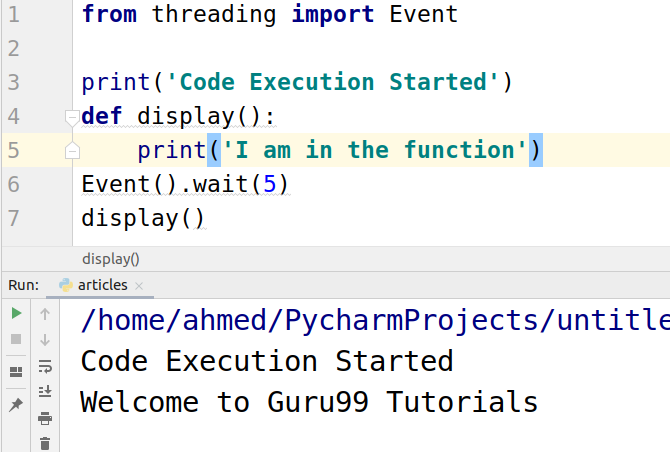 1 from threading import Event
2
3 print('Code Execution Started')
4 def display():
5 print('I am in the function')
6 Event().wait(5)
7 display()
display()
Run: articles
/home/ahmed/PycharmProjects/untitle
Code Execution Started
Welcome to Guru99 Tutorials